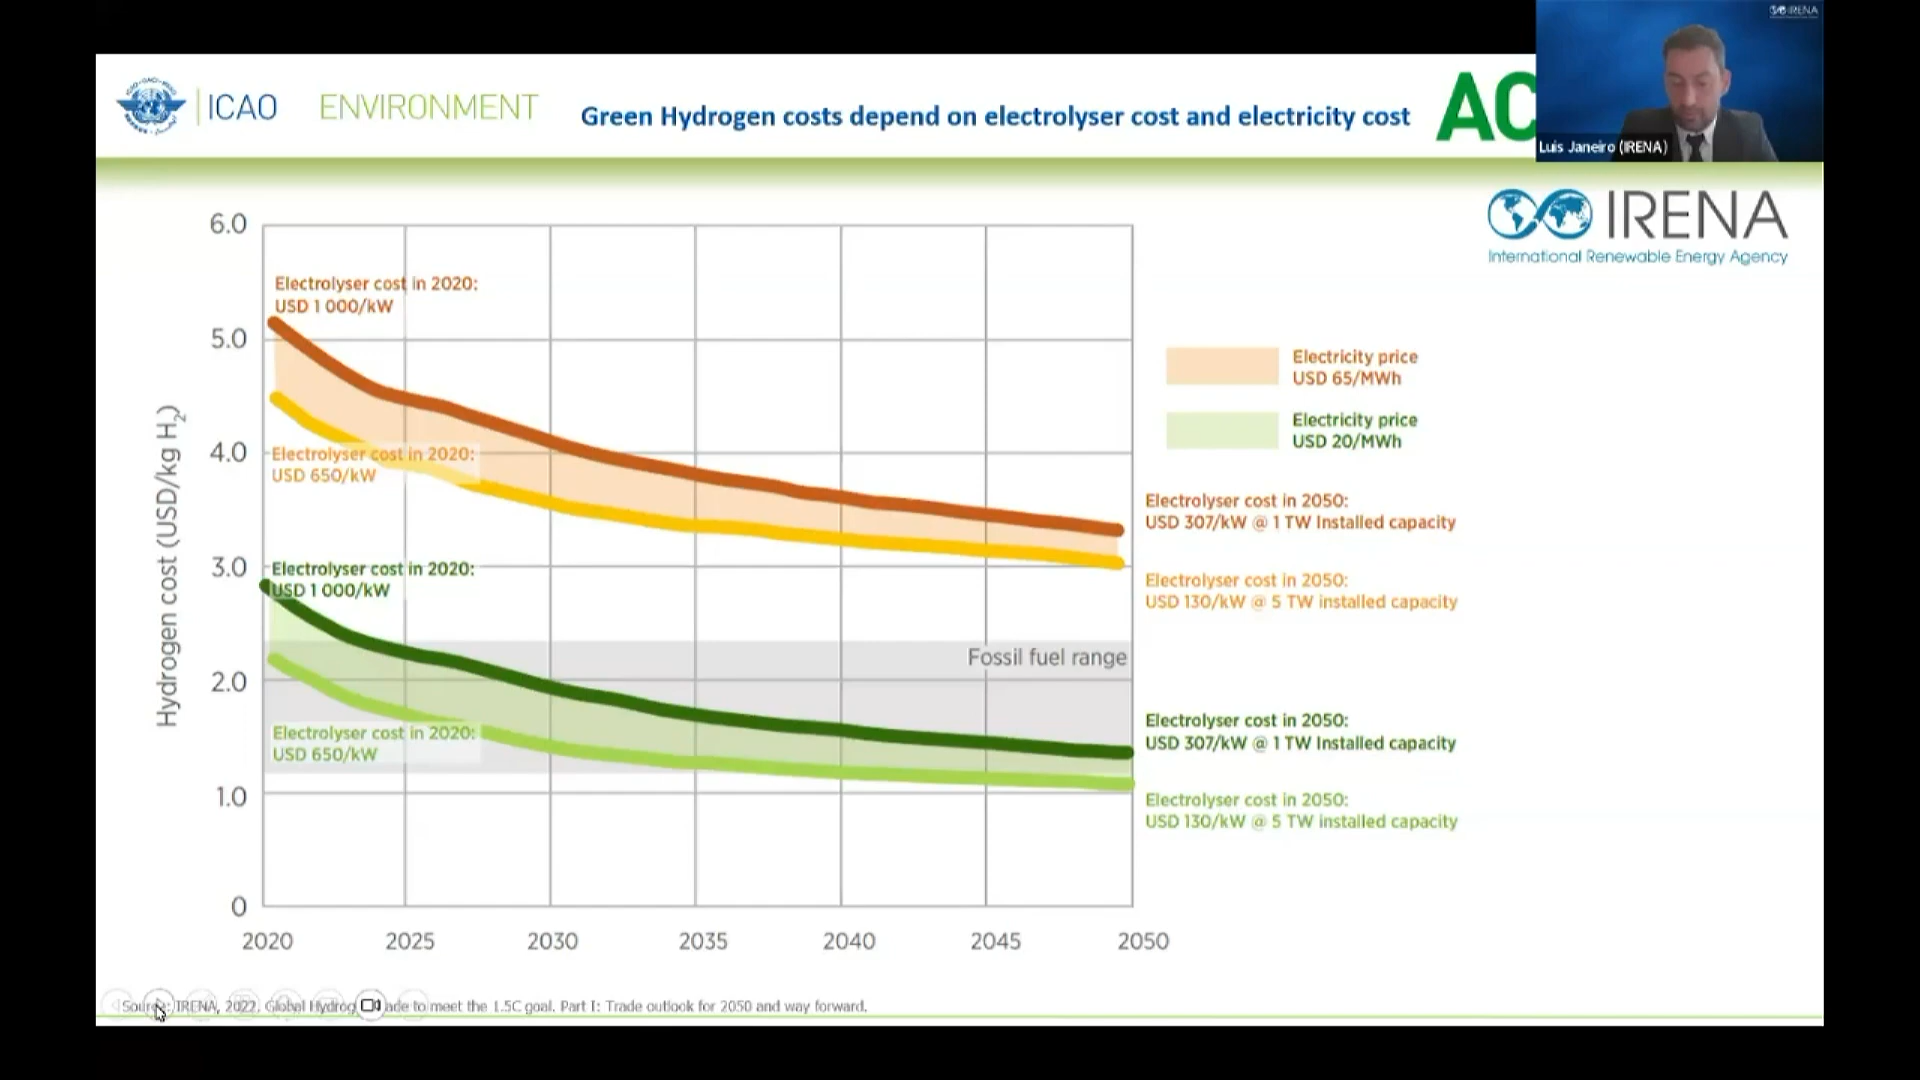 IRENA
ICAO
ENVIRONMENT
Green Hydrogen costs depend on electrolyser cost and electricity cost
AC
Luis Janeiro (IRENA)
IRENA
International Renewable Energy Agency
6.0
5.0
4.0
3.0
2.0
1.0
0
Hydrogen cost (USD/kg H₂)
Electrolyser cost in 2020:
USD 1 000/kW
Electrolyser cost in 2020:
USD 650/kW
Electrolyser cost in 2020:
USD 1 000/kW
Fossil fuel range
Electrolyser cost in 2020:
USD 650/kW
Electricity price
USD 65/MWh
Electricity price
USD 20/MWh
Electrolyser cost in 2050:
USD 307/kW @ 1 TW Installed capacity
Electrolyser cost in 2050:
USD 130/kW @ 5 TW installed capacity
Electrolyser cost in 2050:
USD 307/kW @ 1 TW Installed capacity
Electrolyser cost in 2050:
USD 130/kW @ 5 TW installed capacity
2020
2025
2030
2035
2040
2045
2050
IRENA, 2022. Global to meet the 1.5C goal. Part I: Trade outlook for 2050 and way forward.